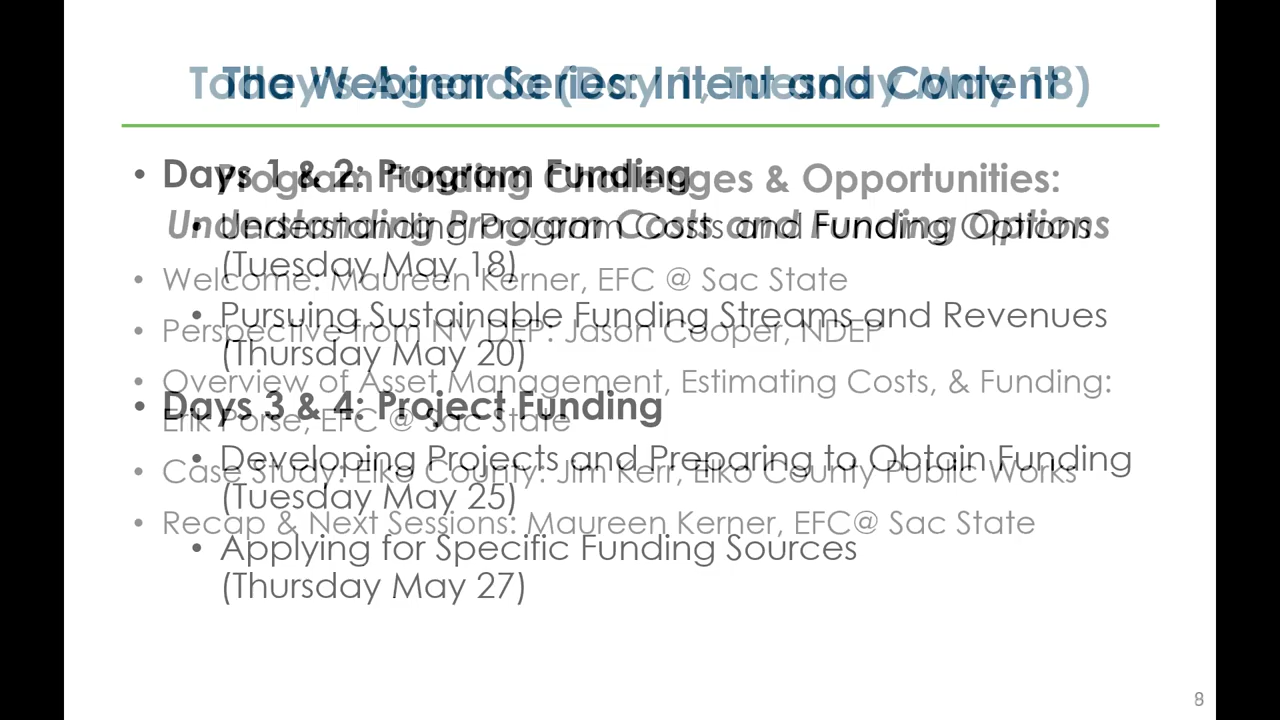 The Webinar Series: Intent and Content
• Days 1 & 2: Program Funding
• Understanding Program Costs and Funding Options
(Tuesday May 18)
• Pursuing Sustainable Funding Streams and Revenues
(Thursday May 20)
• Days 3 & 4: Project Funding
• Developing Projects and Preparing to Obtain Funding
(Tuesday May 25)
• Applying for Specific Funding Sources
(Thursday May 27)
Today's Agenda (Day 1, Tuesday May 18)
Program Funding Challenges & Opportunities:
Understanding Program Costs and Funding Options
• Welcome: Maureen Kerner, EFC @ Sac State
• Perspective from NV DEP: Jason Cooper, NDEP
• Overview of Asset Management, Estimating Costs, & Funding:
Erik Porse, EFC @ Sac State
• Case Study: Elko County: Jim Kerr, Elko County Public Works
• Recap & Next Sessions: Maureen Kerner, EFC@ Sac State